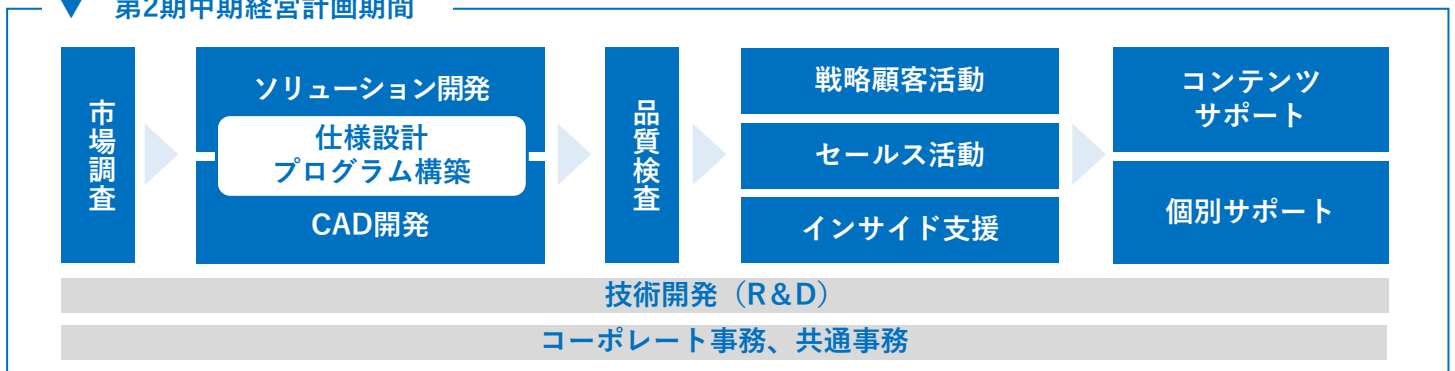 ▼ 第2期中期経営計画期間
市場調査
ソリューション開発
仕様設計
プログラム構築
CAD開発
品質検査
戦略顧客活動
セールス活動
インサイド支援
コンテンツ
サポート
個別サポート
技術開発（R＆D）
コーポレート事務、共通事務